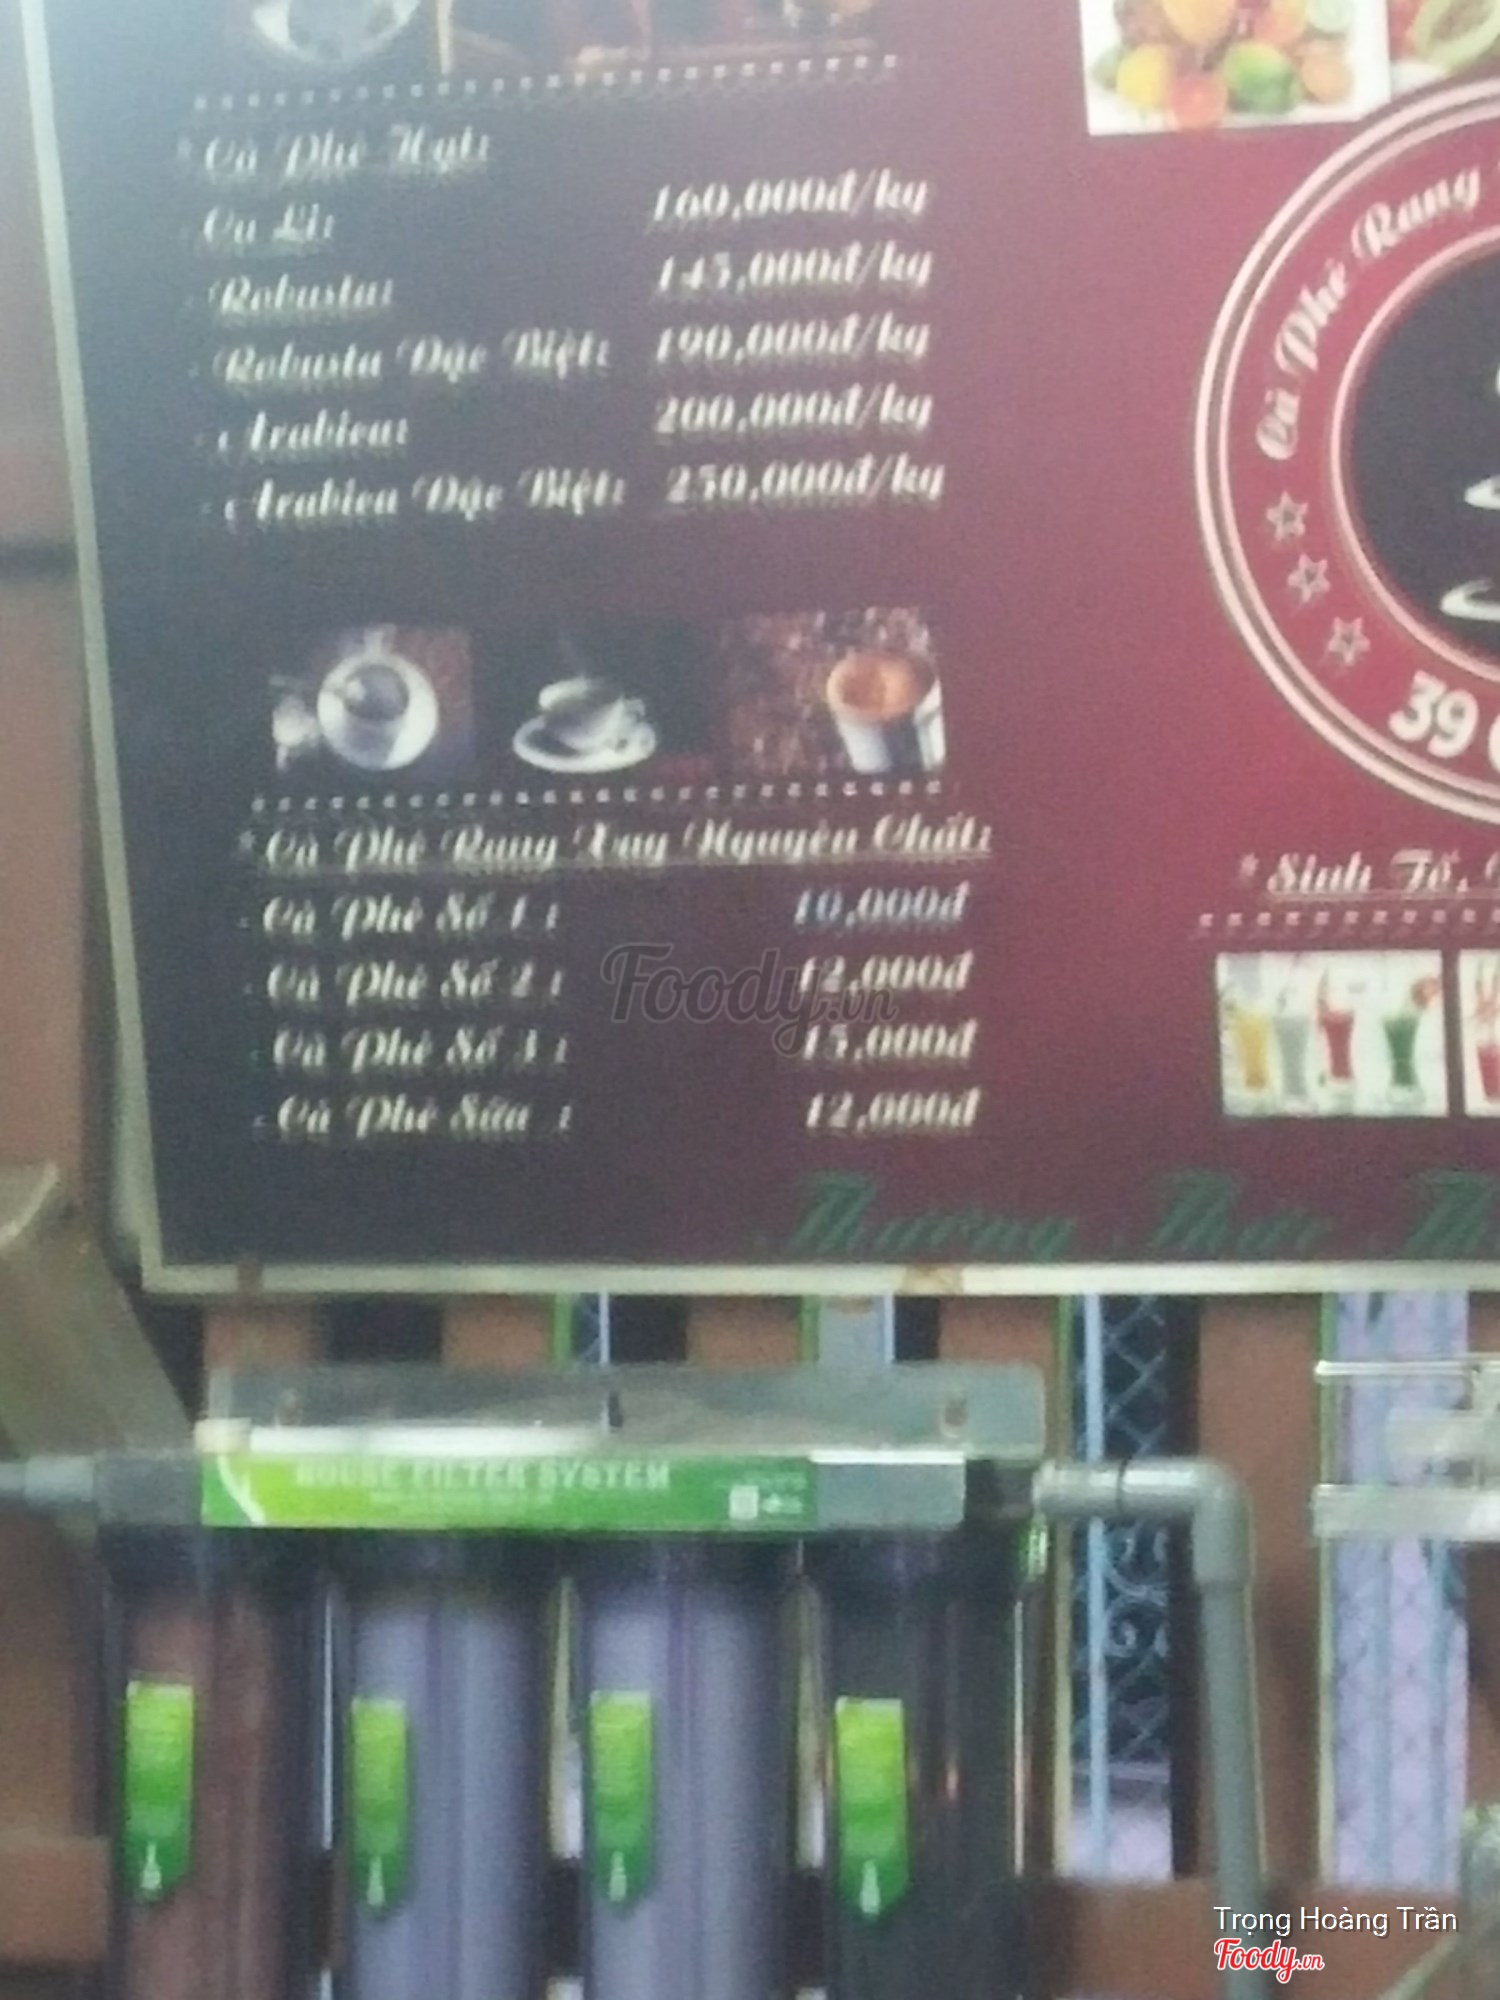 * Cà Phê Hạt:
Cu Li: 160,000đ/kg
- Robusta: 145,000đ/kg
- Robusta Đặc Biệt: 190,000đ/kg
- Arabica: 200,000đ/kg
- Arabica Đặc Biệt: 250,000đ/kg
* Cà Phê Rang Xay Nguyên Chất:
- Cà Phê Số 1 : 10,000đ
- Cà Phê Số 2 : 12,000đ
- Cà Phê Số 3 : 15,000đ
- Cà Phê Sữa : 12,000đ
Cà Phê Rang
39
* Sinh Tố,
Thưởng Thức
Foody.vn
HOUSE FILTER SYSTEM
Trọng Hoàng Trần
Foody.vn